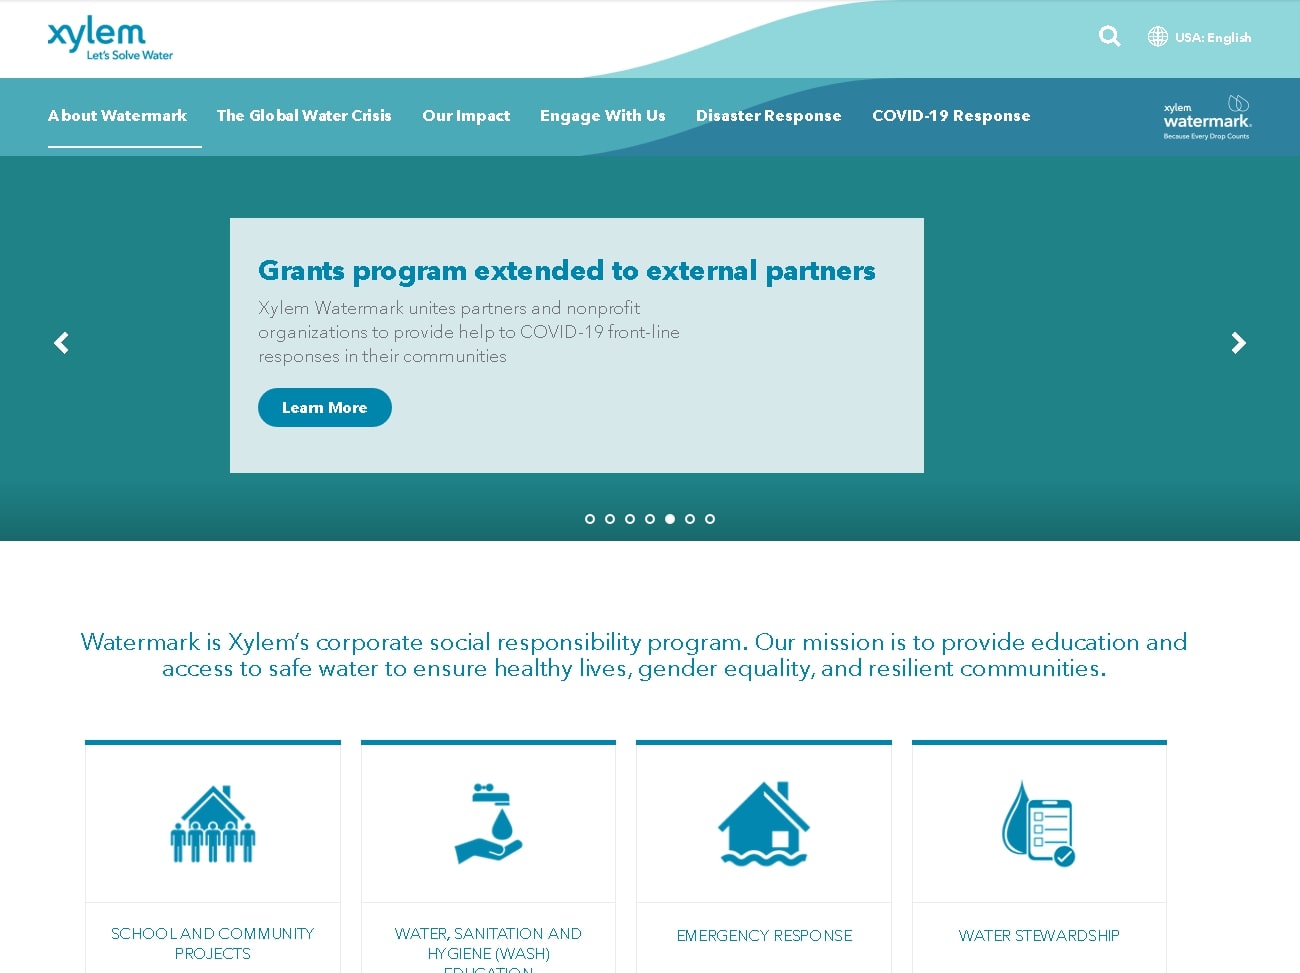 xylem
Let's Solve Water
USA: English
About Watermark
The Global Water Crisis
Our Impact
Engage With Us
Disaster Response
COVID-19 Response
xylem
watermark.
Because Every Drop Counts
Grants program extended to external partners
Xylem Watermark unites partners and nonprofit
organizations to provide help to COVID-19 front-line
responses in their communities
Learn More
Watermark is Xylem's corporate social responsibility program. Our mission is to provide education and
access to safe water to ensure healthy lives, gender equality, and resilient communities.
SCHOOL AND COMMUNITY
PROJECTS
WATER, SANITATION AND
HYGIENE (WASH)
EDUCATION
EMERGENCY RESPONSE
WATER STEWARDSHIP